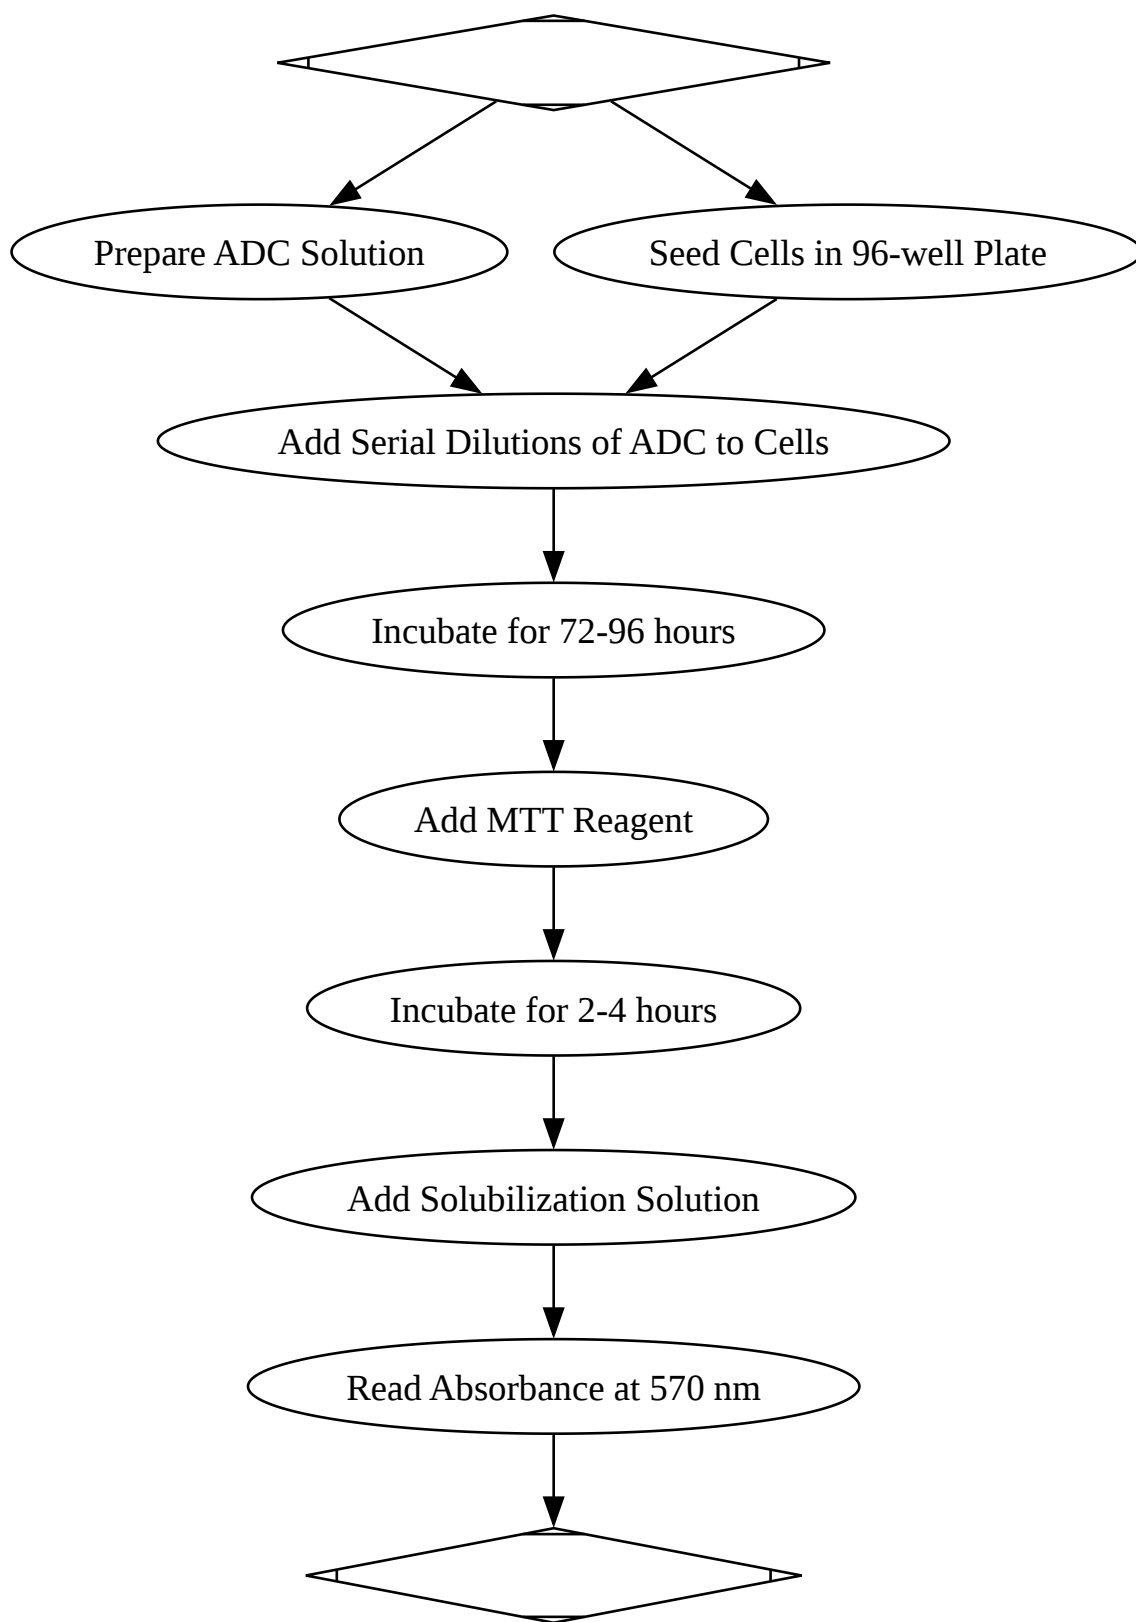 Prepare ADC Solution
Seed Cells in 96-well Plate
Add Serial Dilutions of ADC to Cells
Incubate for 72-96 hours
Add MTT Reagent
Incubate for 2-4 hours
Add Solubilization Solution
Read Absorbance at 570 nm